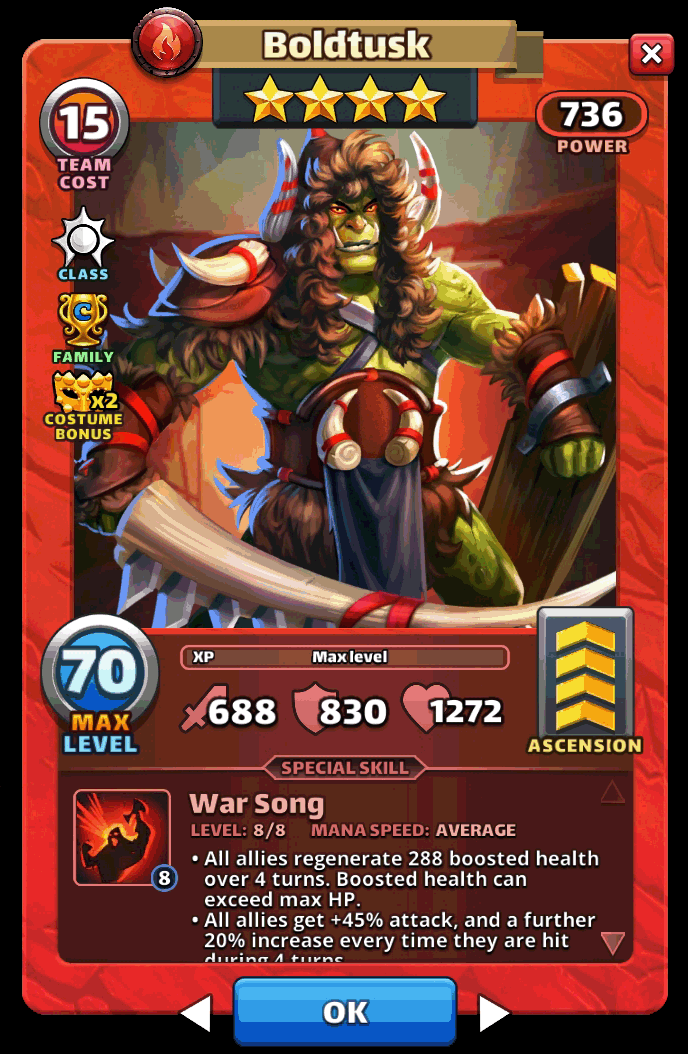 Boldtusk
15
TEAM
COST
736
POWER
CLASS
C
FAMILY
x2
COSTUME
BONUS
70
MAX
LEVEL
XP Max level
688 830 1272
ASCENSION
SPECIAL SKILL
War Song
LEVEL: 8/8 MANA SPEED: AVERAGE
8
• All allies regenerate 288 boosted health
over 4 turns. Boosted health can
exceed max HP.
• All allies get +45% attack, and a further
20% increase every time they are hit
during 4 turns
OK